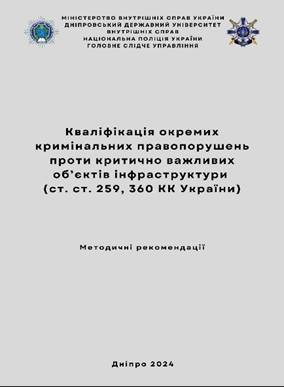 МІНІСТЕРСТВО ВНУТРІШНІХ СПРАВ УКРАЇНИ
ДНІПРОВСЬКИЙ ДЕРЖАВНИЙ УНІВЕРСИТЕТ
ВНУТРІШНІХ СПРАВ
НАЦІОНАЛЬНА ПОЛІЦІЯ УКРАЇНИ
ГОЛОВНЕ СЛІДЧЕ УПРАВЛІННЯ
Кваліфікація окремих
кримінальних правопорушень
проти критично важливих
об’єктів інфраструктури
(ст. ст. 259, 360 КК України)
Методичні рекомендації
Дніпро 2024